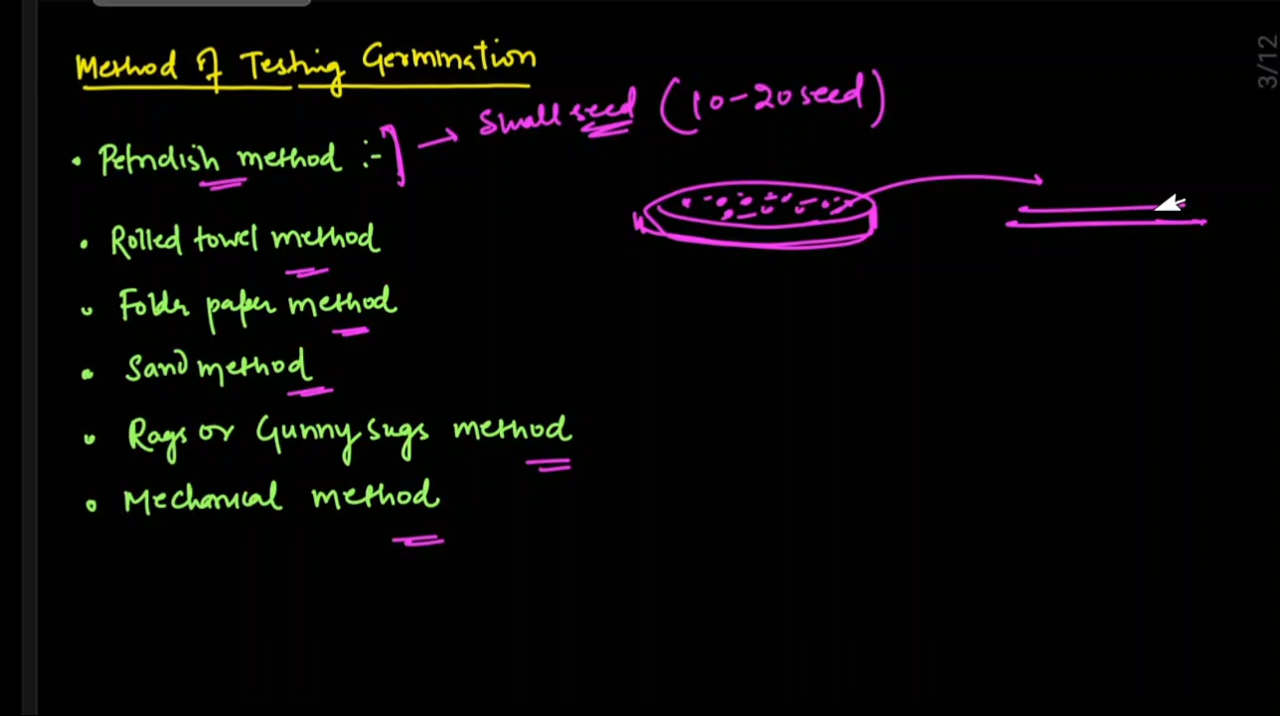 Method of Testing Germination
• Petridish method :- ] → Small seed (10-20 seed)
• Rolled towel method
• Folder paper method
• Sand method
• Rags or Gunny sugs method
• Mechanical method
3/12